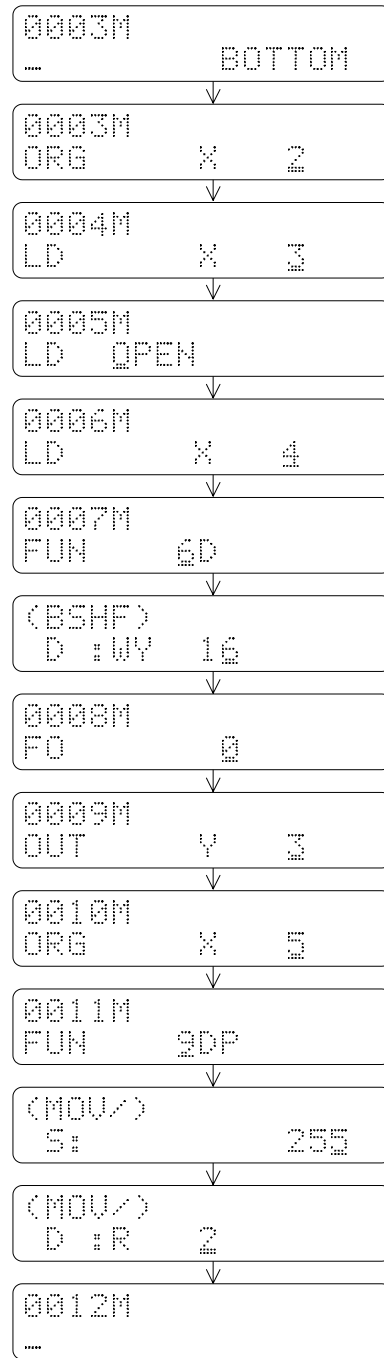 0003M
_ BOTTOM
0003M
ORG X 2
0004M
LD X 3
0005M
LD OPEN
0006M
LD X 4
0007M
FUN 6D
(BSHF)
D :WY 16
0008M
FO 0
0009M
OUT Y 3
0010M
ORG X 5
0011M
FUN 9DP
(MOV/)
S: 255
(MOV/)
D :R 2
0012M
_